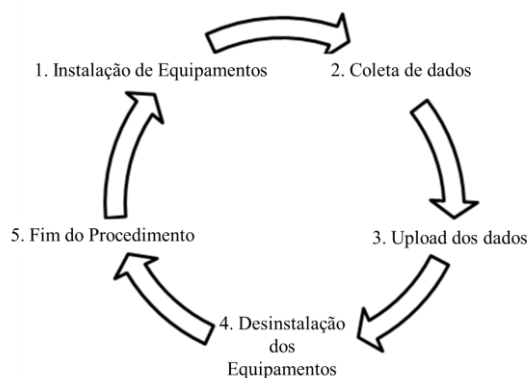 1. Instalação de Equipamentos
2. Coleta de dados
3. Upload dos dados
4. Desinstalação
dos
Equipamentos
5. Fim do Procedimento